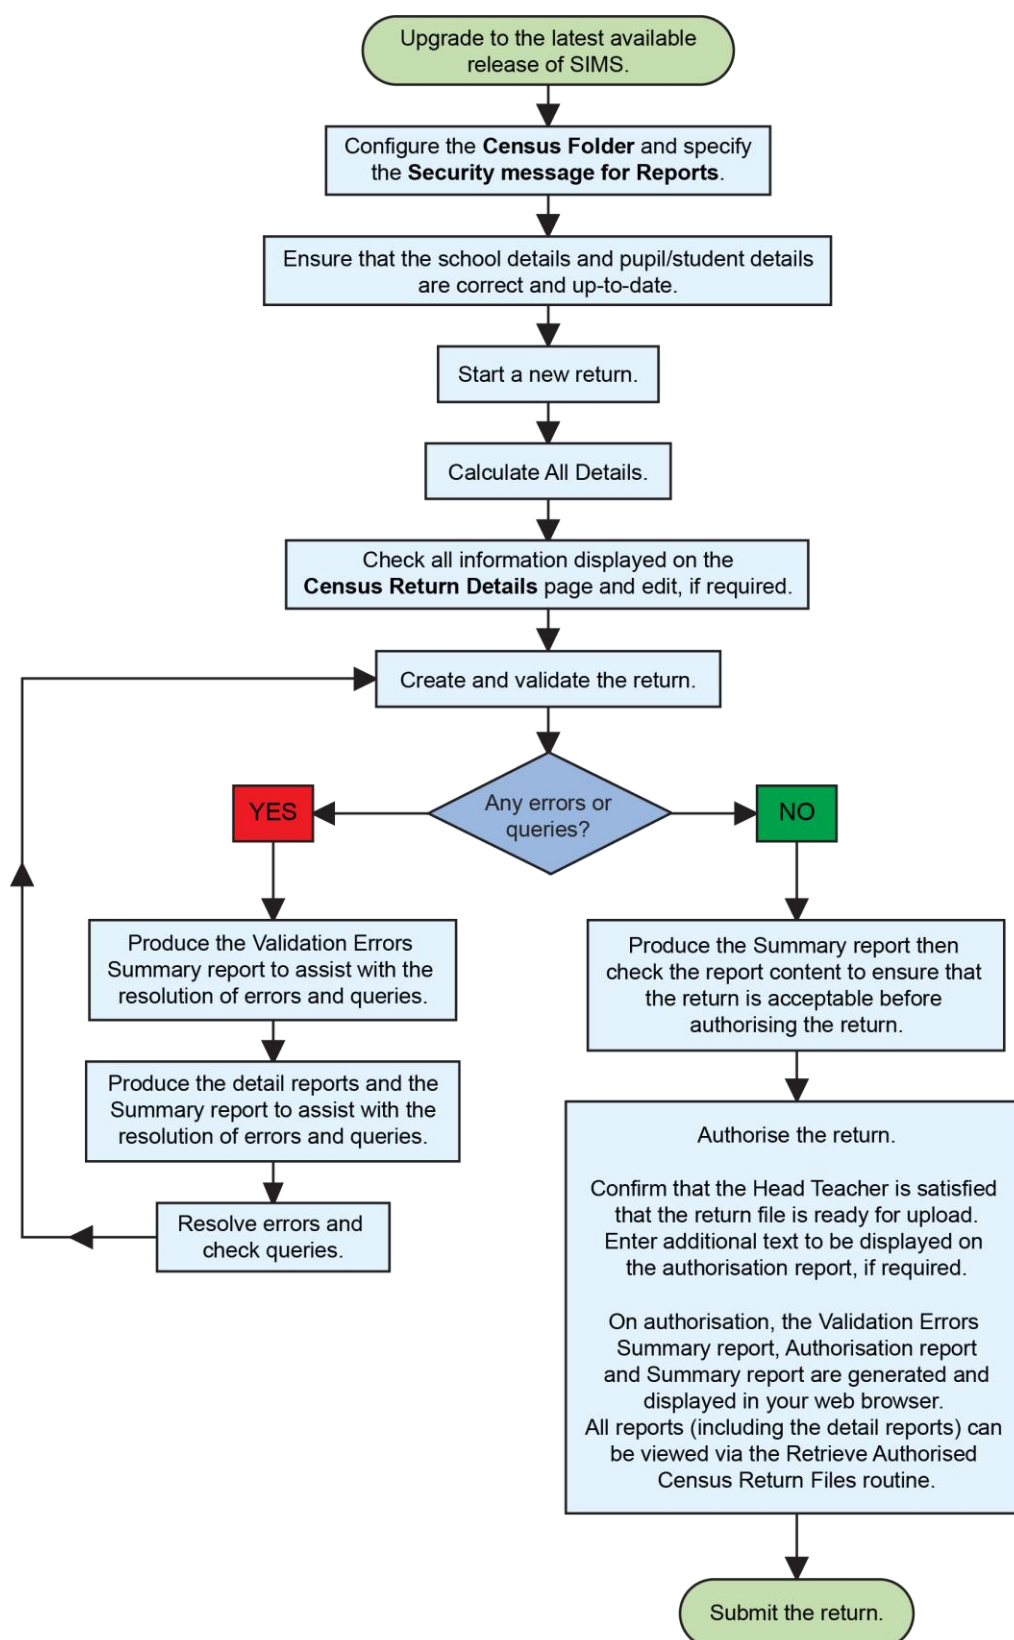 Upgrade to the latest available
release of SIMS.
Configure the Census Folder and specify
the Security message for Reports.
Ensure that the school details and pupil/student details
are correct and up-to-date.
Start a new return.
Calculate All Details.
Check all information displayed on the
Census Return Details page and edit, if required.
Create and validate the return.
Any errors or
queries?
YES
NO
Produce the Validation Errors
Summary report to assist with the
resolution of errors and queries.
Produce the detail reports and the
Summary report to assist with the
resolution of errors and queries.
Resolve errors and
check queries.
Produce the Summary report then
check the report content to ensure that
the return is acceptable before
authorising the return.
Authorise the return.
Confirm that the Head Teacher is satisfied
that the return file is ready for upload.
Enter additional text to be displayed on
the authorisation report, if required.
On authorisation, the Validation Errors
Summary report, Authorisation report
and Summary report are generated and
displayed in your web browser.
All reports (including the detail reports) can
be viewed via the Retrieve Authorised
Census Return Files routine.
Submit the return.